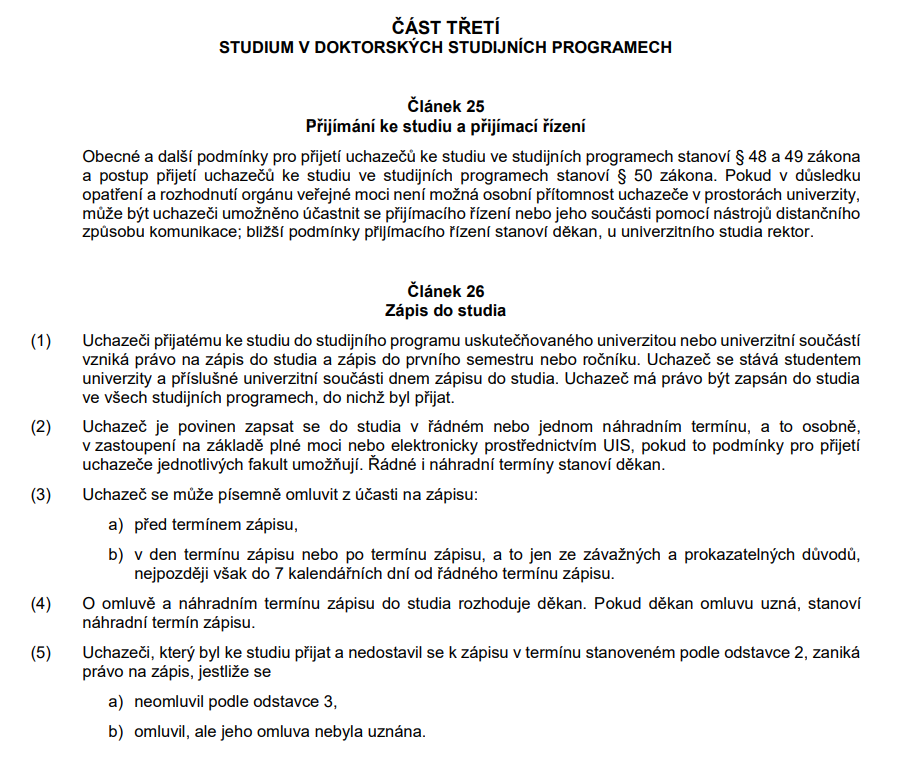 ČÁST TŘETÍ
STUDIUM V DOKTORSKÝCH STUDIJNÍCH PROGRAMECH
Článek 25
Přijímání ke studiu a přijímací řízení
Obecné a další podmínky pro přijetí uchazečů ke studiu ve studijních programech stanoví § 48 a 49 zákona
a postup přijetí uchazečů ke studiu ve studijních programech stanoví § 50 zákona. Pokud v důsledku
opatření a rozhodnutí orgánu veřejné moci není možná osobní přítomnost uchazeče v prostorách univerzity,
může být uchazeči umožněno účastnit se přijímacího řízení nebo jeho součásti pomocí nástrojů distančního
způsobu komunikace; bližší podmínky přijímacího řízení stanoví děkan, u univerzitního studia rektor.
Článek 26
Zápis do studia
(1) Uchazeči přijatému ke studiu do studijního programu uskutečňovaného univerzitou nebo univerzitní součástí
vzniká právo na zápis do studia a zápis do prvního semestru nebo ročníku. Uchazeč se stává studentem
univerzity a příslušné univerzitní součásti dnem zápisu do studia. Uchazeč má právo být zapsán do studia
ve všech studijních programech, do nichž byl přijat.
(2) Uchazeč je povinen zapsat se do studia v řádném nebo jednom náhradním termínu, a to osobně,
v zastoupení na základě plné moci nebo elektronicky prostřednictvím UIS, pokud to podmínky pro přijetí
uchazeče jednotlivých fakult umožňují. Řádné i náhradní termíny stanoví děkan.
(3) Uchazeč se může písemně omluvit z účasti na zápisu:
a) před termínem zápisu,
b) v den termínu zápisu nebo po termínu zápisu, a to jen ze závažných a prokazatelných důvodů,
nejpozději však do 7 kalendářních dní od řádného termínu zápisu.
(4) O omluvě a náhradním termínu zápisu do studia rozhoduje děkan. Pokud děkan omluvu uzná, stanoví
náhradní termín zápisu.
(5) Uchazeči, který byl ke studiu přijat a nedostavil se k zápisu v termínu stanoveném podle odstavce 2, zaniká
právo na zápis, jestliže se
a) neomluvil podle odstavce 3,
b) omluvil, ale jeho omluva nebyla uznána.